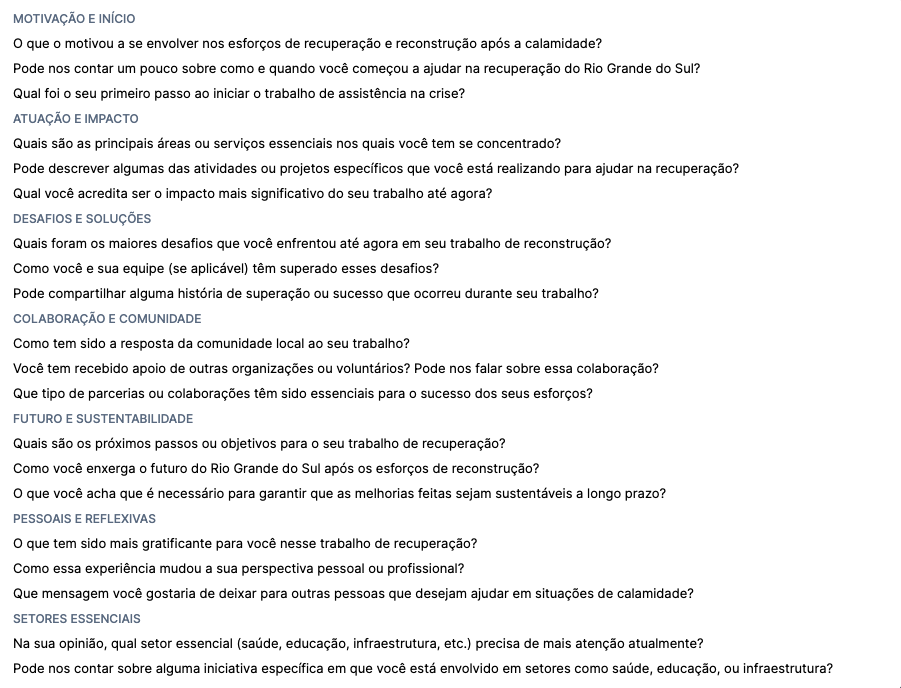 MOTIVAÇÃO E INÍCIO
O que o motivou a se envolver nos esforços de recuperação e reconstrução após a calamidade?
Pode nos contar um pouco sobre como e quando você começou a ajudar na recuperação do Rio Grande do Sul?
Qual foi o seu primeiro passo ao iniciar o trabalho de assistência na crise?
ATUAÇÃO E IMPACTO
Quais são as principais áreas ou serviços essenciais nos quais você tem se concentrado?
Pode descrever algumas das atividades ou projetos específicos que você está realizando para ajudar na recuperação?
Qual você acredita ser o impacto mais significativo do seu trabalho até agora?
DESAFIOS E SOLUÇÕES
Quais foram os maiores desafios que você enfrentou até agora em seu trabalho de reconstrução?
Como você e sua equipe (se aplicável) têm superado esses desafios?
Pode compartilhar alguma história de superação ou sucesso que ocorreu durante seu trabalho?
COLABORAÇÃO E COMUNIDADE
Como tem sido a resposta da comunidade local ao seu trabalho?
Você tem recebido apoio de outras organizações ou voluntários? Pode nos falar sobre essa colaboração?
Que tipo de parcerias ou colaborações têm sido essenciais para o sucesso dos seus esforços?
FUTURO E SUSTENTABILIDADE
Quais são os próximos passos ou objetivos para o seu trabalho de recuperação?
Como você enxerga o futuro do Rio Grande do Sul após os esforços de reconstrução?
O que você acha que é necessário para garantir que as melhorias feitas sejam sustentáveis a longo prazo?
PESSOAIS E REFLEXIVAS
O que tem sido mais gratificante para você nesse trabalho de recuperação?
Como essa experiência mudou a sua perspectiva pessoal ou profissional?
Que mensagem você gostaria de deixar para outras pessoas que desejam ajudar em situações de calamidade?
SETORES ESSENCIAIS
Na sua opinião, qual setor essencial (saúde, educação, infraestrutura, etc.) precisa de mais atenção atualmente?
Pode nos contar sobre alguma iniciativa específica em que você está envolvido em setores como saúde, educação, ou infraestrutura?